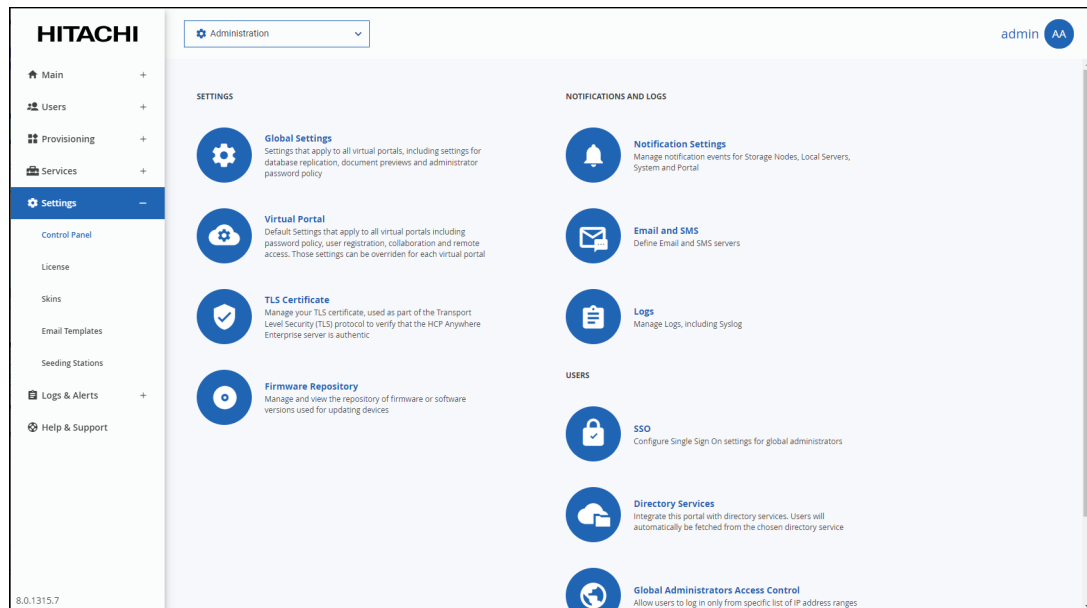 HITACHI
Administration
admin AA
Main +
Users +
Provisioning +
Services +
Settings −
Control Panel
License
Skins
Email Templates
Seeding Stations
Logs & Alerts +
Help & Support
8.0.1315.7
SETTINGS
Global Settings
Settings that apply to all virtual portals, including settings for
database replication, document previews and administrator
password policy
Virtual Portal
Default Settings that apply to all virtual portals including
password policy, user registration, collaboration and remote
access. Those settings can be overriden for each virtual portal
TLS Certificate
Manage your TLS certificate, used as part of the Transport
Level Security (TLS) protocol to verify that the HCP Anywhere
Enterprise server is authentic
Firmware Repository
Manage and view the repository of firmware or software
versions used for updating devices
NOTIFICATIONS AND LOGS
Notification Settings
Manage notification events for Storage Nodes, Local Servers,
System and Portal
Email and SMS
Define Email and SMS servers
Logs
Manage Logs, including Syslog
USERS
SSO
Configure Single Sign On settings for global administrators
Directory Services
Integrate this portal with directory services. Users will
automatically be fetched from the chosen directory service
Global Administrators Access Control
Allow users to log in only from specific list of IP address ranges